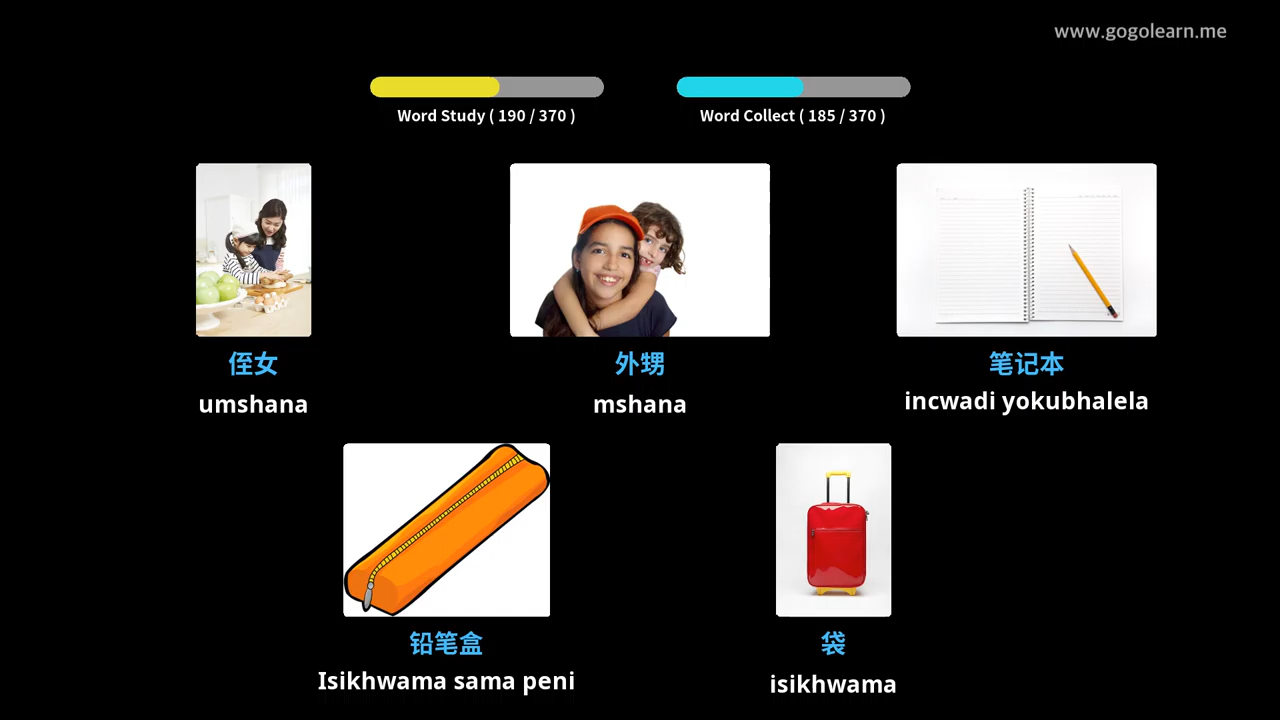 www.gogolearn.me
Word Study ( 190 / 370 )
Word Collect ( 185 / 370 )
侄女
umshana
外甥
mshana
笔记本
incwadi yokubhalela
铅笔盒
Isikhwama sama peni
袋
isikhwama